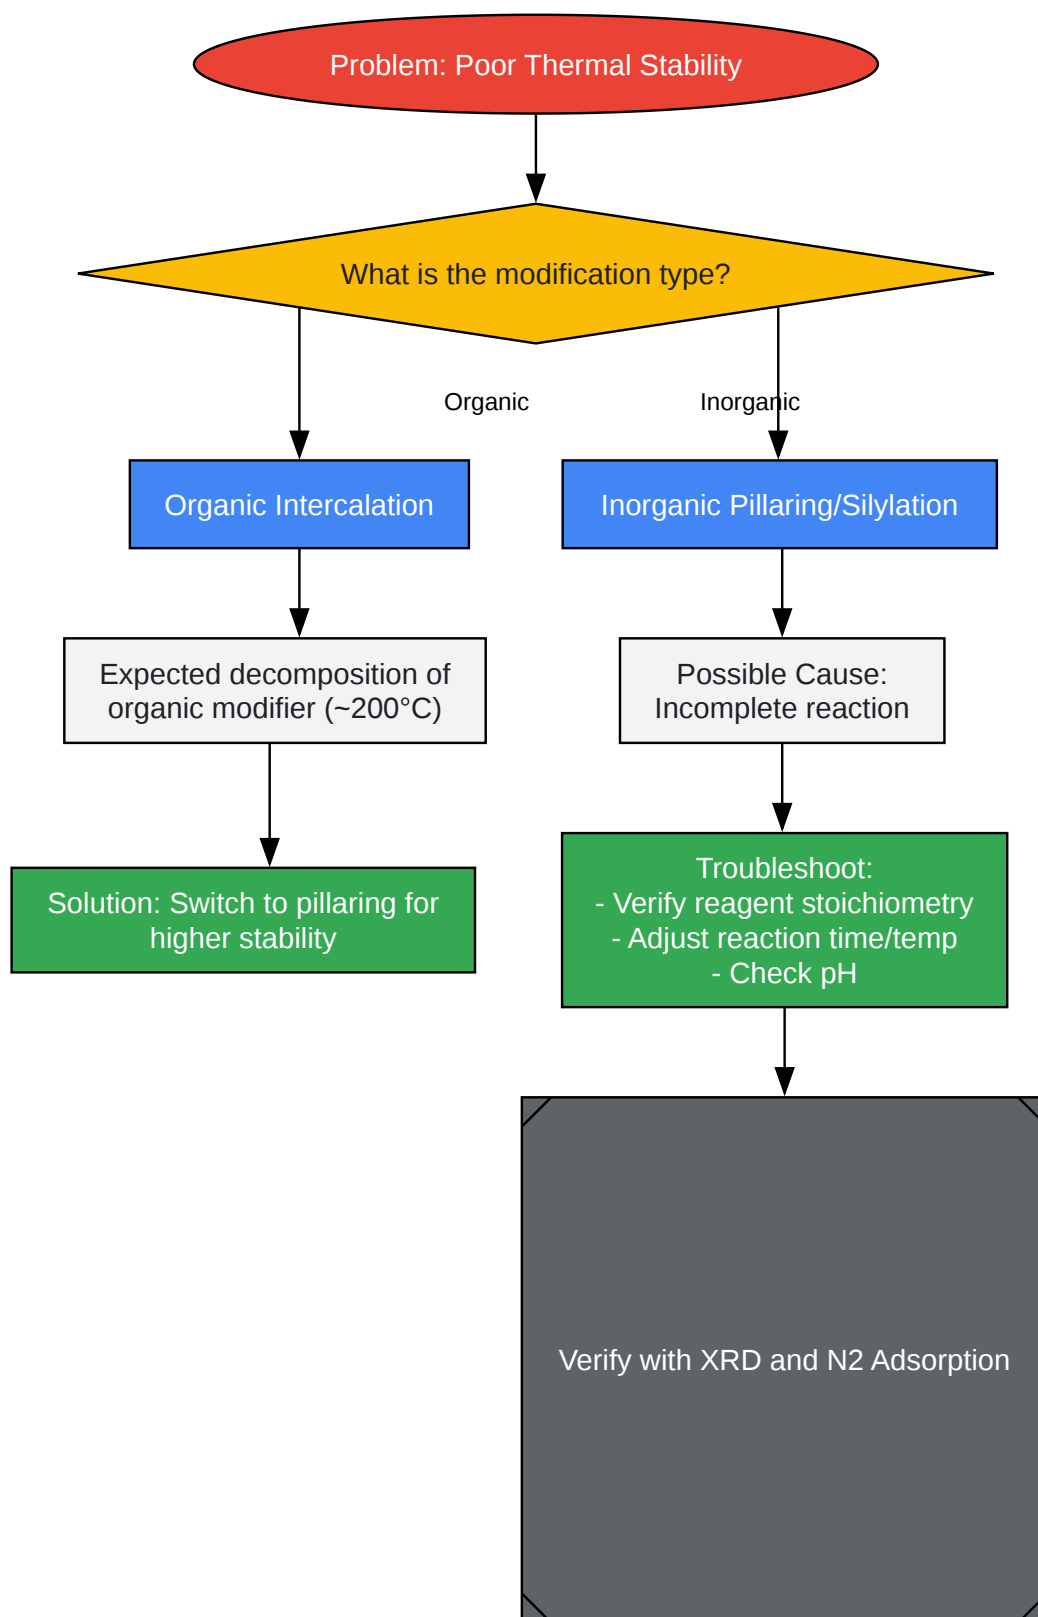 Problem: Poor Thermal Stability
What is the modification type?
Organic
Inorganic
Organic Intercalation
Inorganic Pillaring/Silylation
Expected decomposition of
organic modifier (~200°C)
Possible Cause:
Incomplete reaction
Solution: Switch to pillaring for
higher stability
Troubleshoot:
- Verify reagent stoichiometry
- Adjust reaction time/temp
- Check pH
Verify with XRD and N2 Adsorption